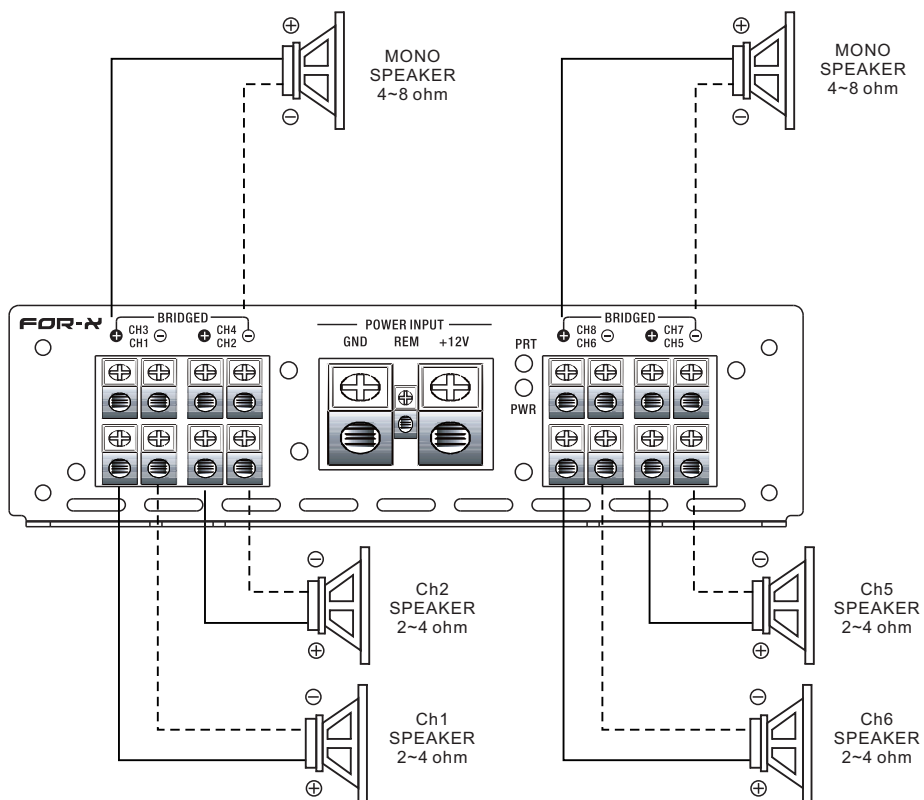 MONO
SPEAKER
4~8 ohm
MONO
SPEAKER
4~8 ohm
FOR-X
BRIDGED
CH3 CH4
CH1 CH2
POWER INPUT
GND REM +12V
PRT
PWR
BRIDGED
CH8 CH7
CH6 CH5
Ch2
SPEAKER
2~4 ohm
Ch5
SPEAKER
2~4 ohm
Ch1
SPEAKER
2~4 ohm
Ch6
SPEAKER
2~4 ohm